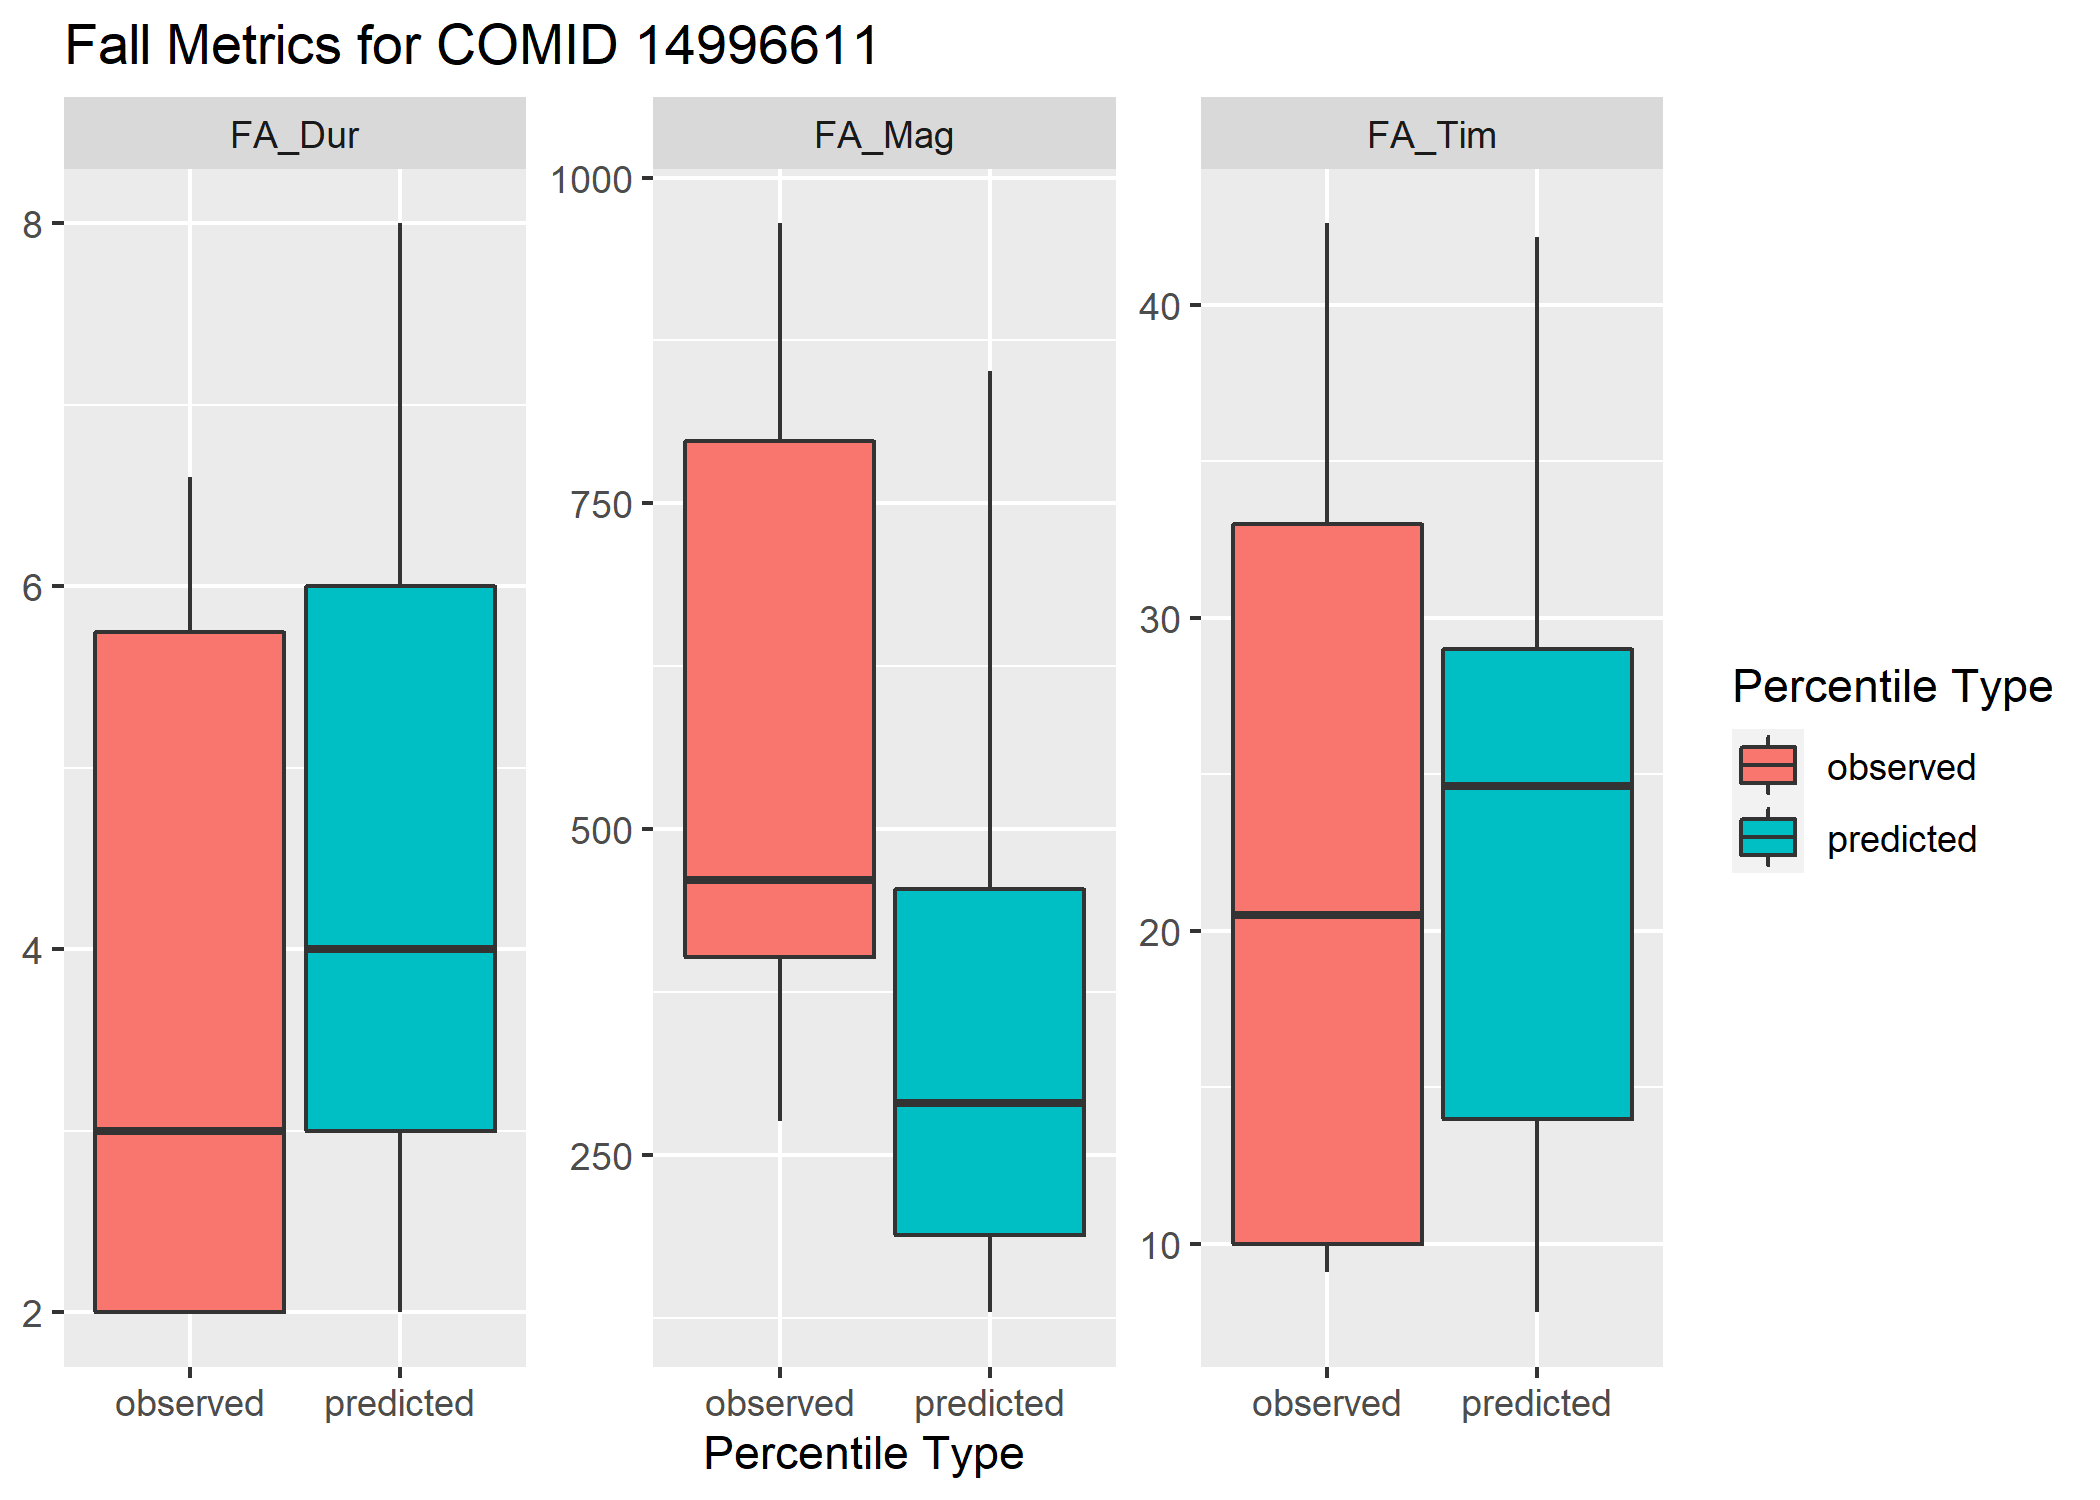 Fall Metrics for COMID 14996611
FA_Dur
FA_Mag
FA_Tim
8
6
4
2
1000
750
500
250
40
30
20
10
observed
predicted
observed
predicted
observed
predicted
Percentile Type
Percentile Type
observed
predicted